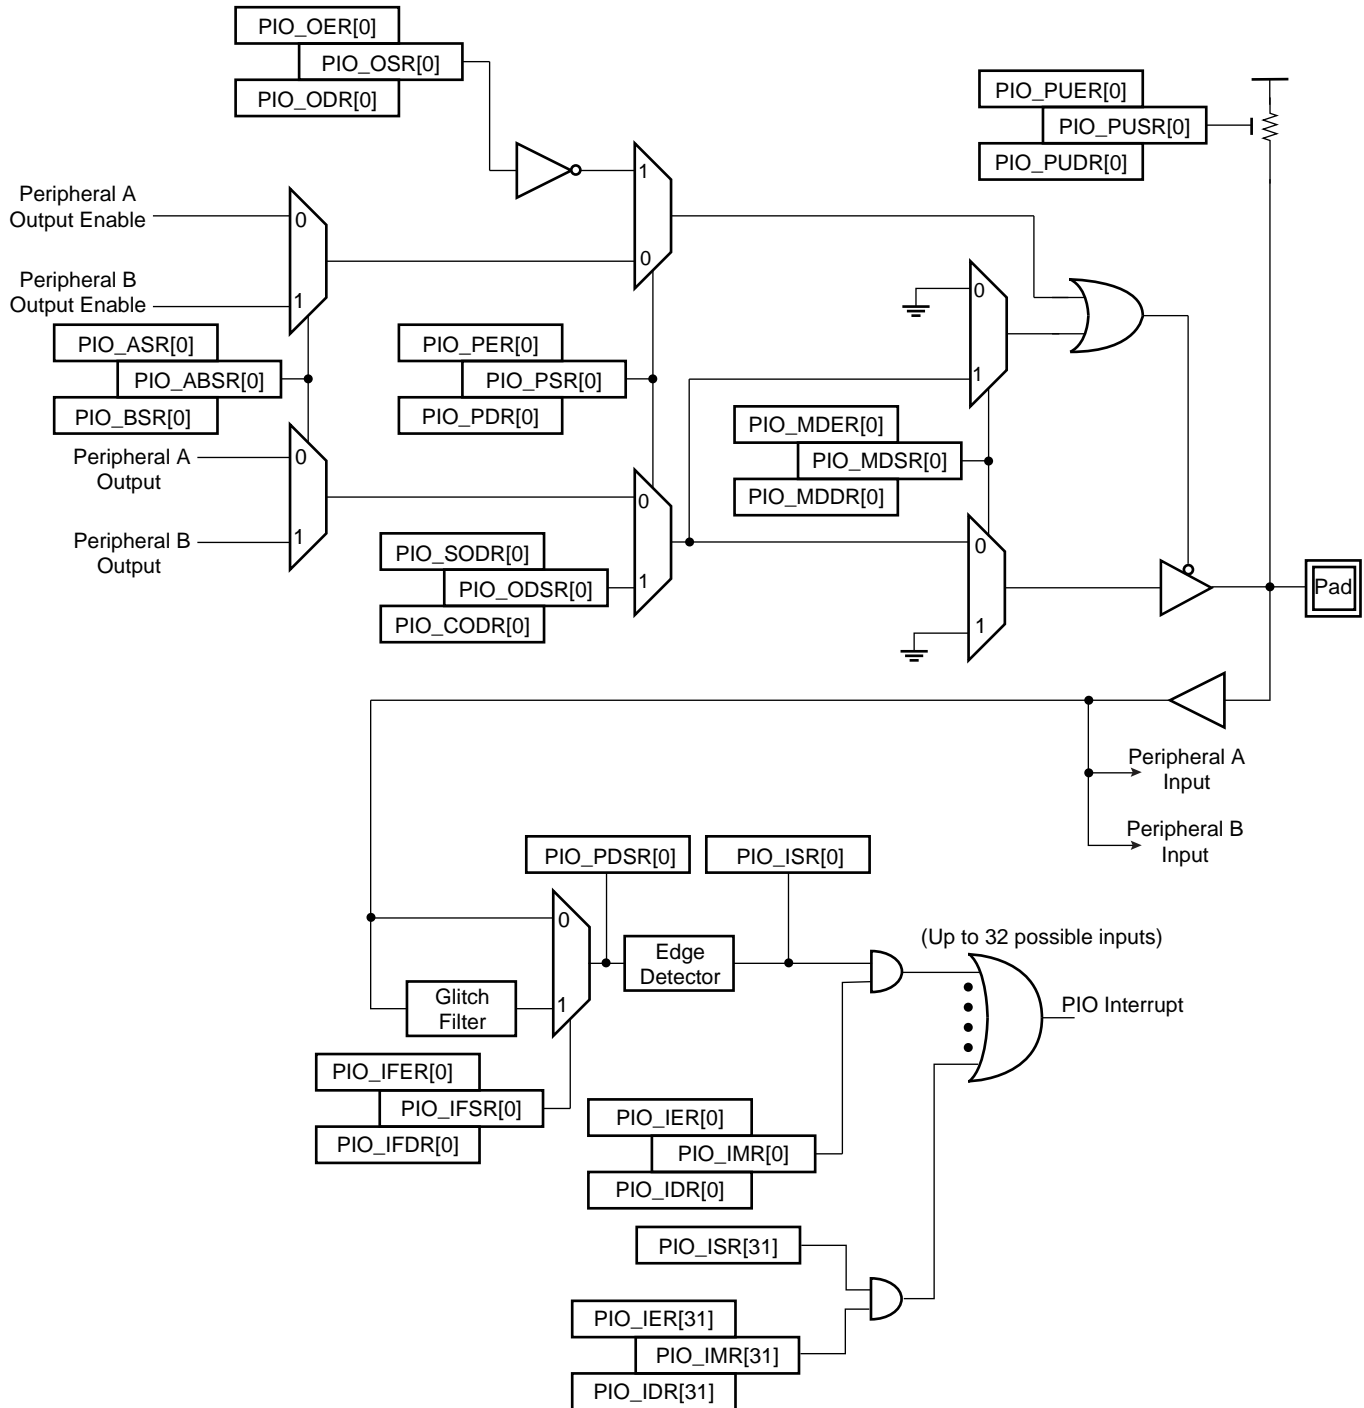 PIO_OER[0]
PIO_OSR[0]
PIO_ODR[0]
PIO_PUER[0]
PIO_PUSR[0]
PIO_PUDR[0]
1
0
Peripheral A
Output Enable
0
Peripheral B
Output Enable
1
PIO_ASR[0]
PIO_ABSR[0]
PIO_BSR[0]
PIO_PER[0]
PIO_PSR[0]
PIO_PDR[0]
0
1
PIO_MDER[0]
PIO_MDSR[0]
PIO_MDDR[0]
Peripheral A
Output
0
Peripheral B
Output
1
0
1
PIO_SODR[0]
PIO_ODSR[0]
PIO_CODR[0]
0
1
Pad
Peripheral A
Input
Peripheral B
Input
PIO_PDSR[0]
PIO_ISR[0]
0
1
Glitch
Filter
Edge
Detector
(Up to 32 possible inputs)
PIO Interrupt
PIO_IFER[0]
PIO_IFSR[0]
PIO_IFDR[0]
PIO_IER[0]
PIO_IMR[0]
PIO_IDR[0]
PIO_ISR[31]
PIO_IER[31]
PIO_IMR[31]
PIO_IDR[31]